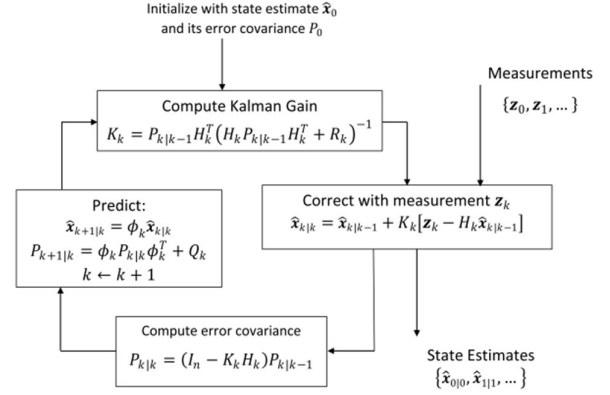 Initialize with state estimate x̂₀
and its error covariance P₀
Measurements
{z₀, z₁, … }
Compute Kalman Gain
Kₖ = Pₖ|ₖ₋₁Hₖᵀ(HₖPₖ|ₖ₋₁Hₖᵀ + Rₖ)⁻¹
Correct with measurement zₖ
x̂ₖ|ₖ = x̂ₖ|ₖ₋₁ + Kₖ[zₖ − Hₖx̂ₖ|ₖ₋₁]
Predict:
x̂ₖ₊₁|ₖ = ϕₖx̂ₖ|ₖ
Pₖ₊₁|ₖ = ϕₖPₖ|ₖϕₖᵀ + Qₖ
k ← k + 1
Compute error covariance
Pₖ|ₖ = (Iₙ − KₖHₖ)Pₖ|ₖ₋₁
State Estimates
{x̂₀|₀, x̂₁|₁, … }